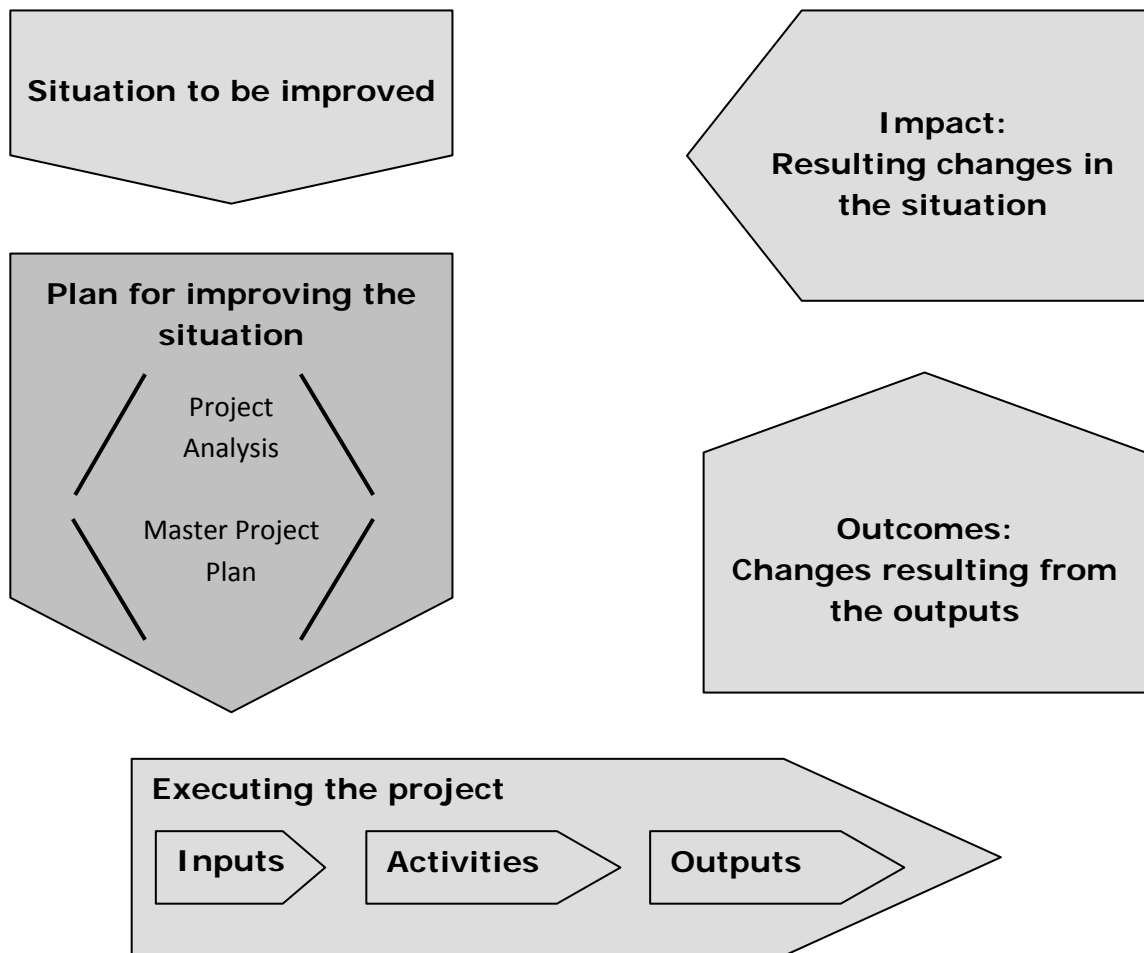 Situation to be improved
Plan for improving the
situation
Project
Analysis
Master Project
Plan
Executing the project
Inputs
Activities
Outputs
Outcomes:
Changes resulting from
the outputs
Impact:
Resulting changes in
the situation